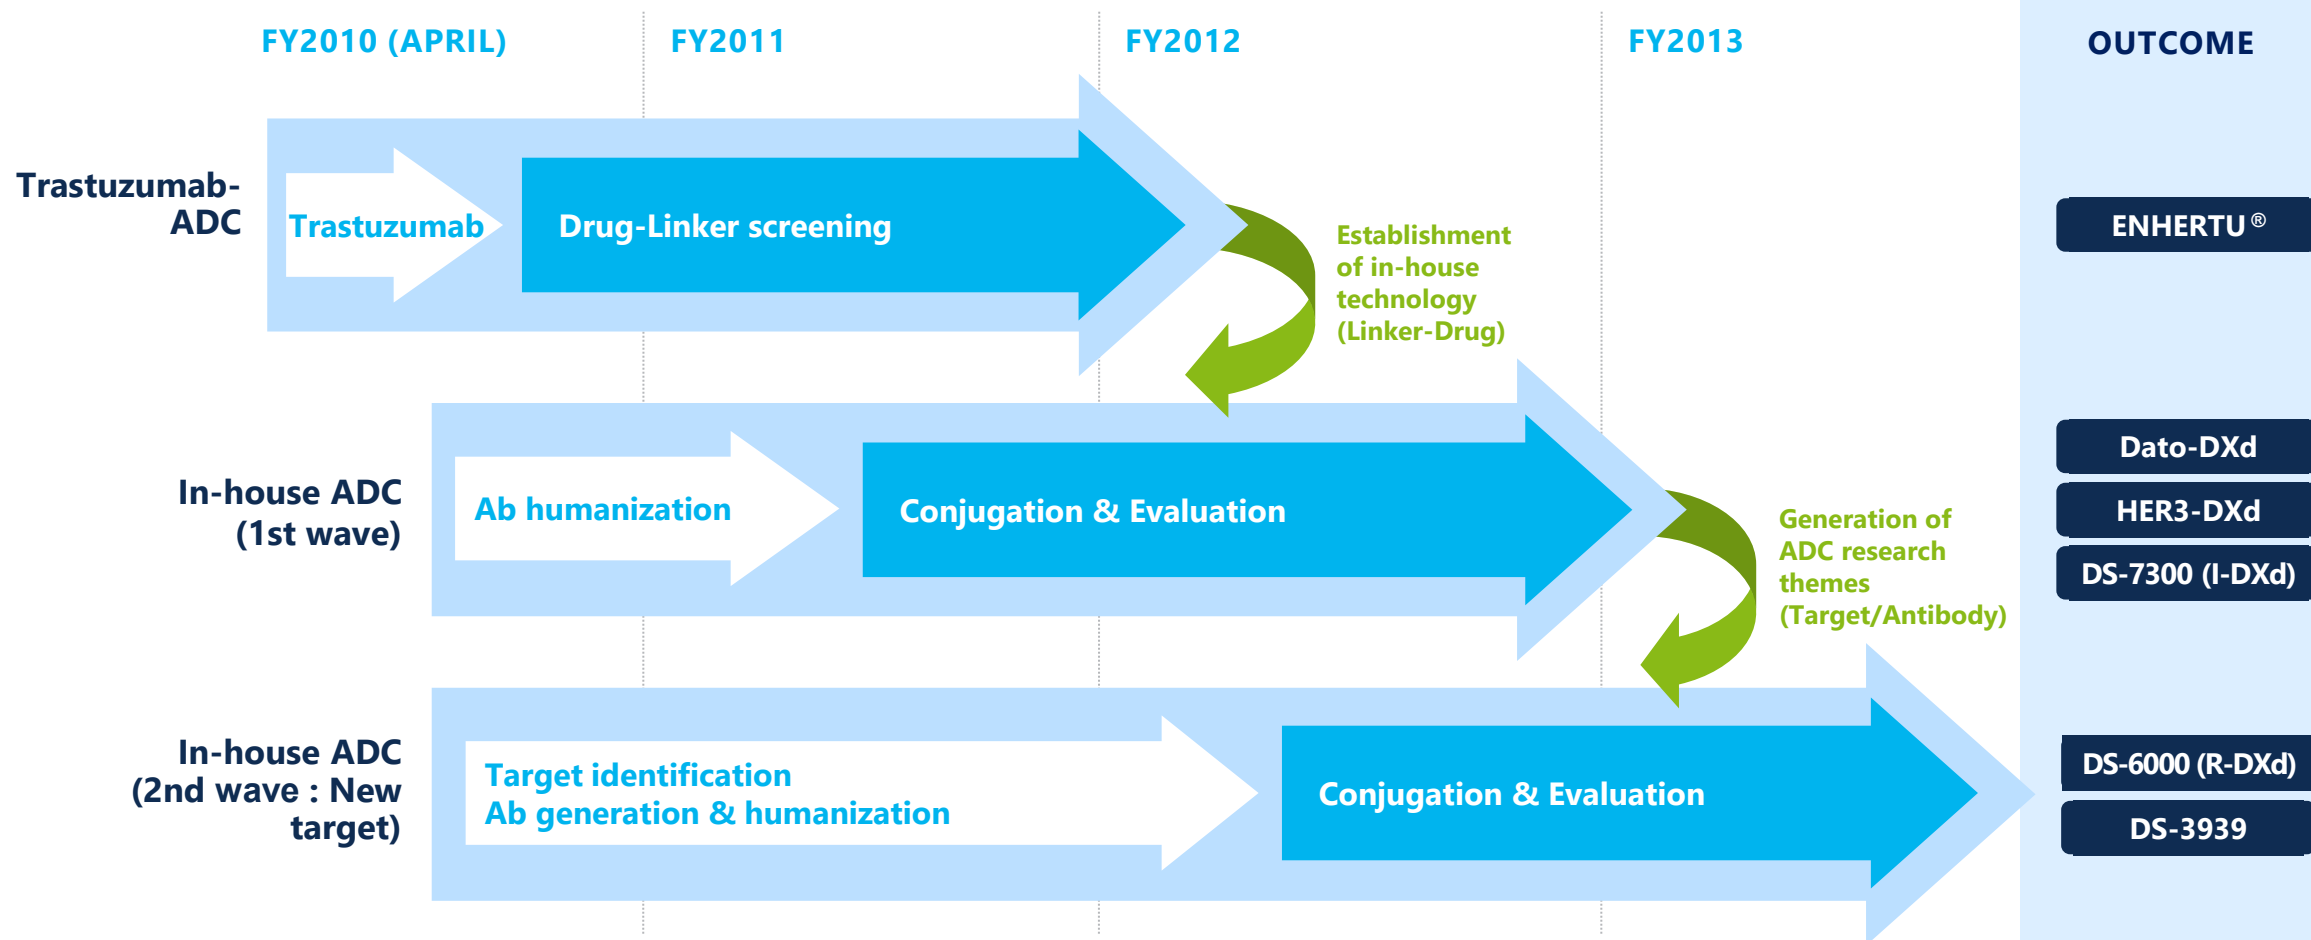 FY2010 (APRIL)
FY2011
FY2012
FY2013
OUTCOME
Trastuzumab-
ADC
Trastuzumab
Drug-Linker screening
Establishment
of in-house
technology
(Linker-Drug)
ENHERTU®
In-house ADC
(1st wave)
Ab humanization
Conjugation & Evaluation
Generation of
ADC research
themes
(Target/Antibody)
Dato-DXd
HER3-DXd
DS-7300 (I-DXd)
In-house ADC
(2nd wave : New
target)
Target identification
Ab generation & humanization
Conjugation & Evaluation
DS-6000 (R-DXd)
DS-3939